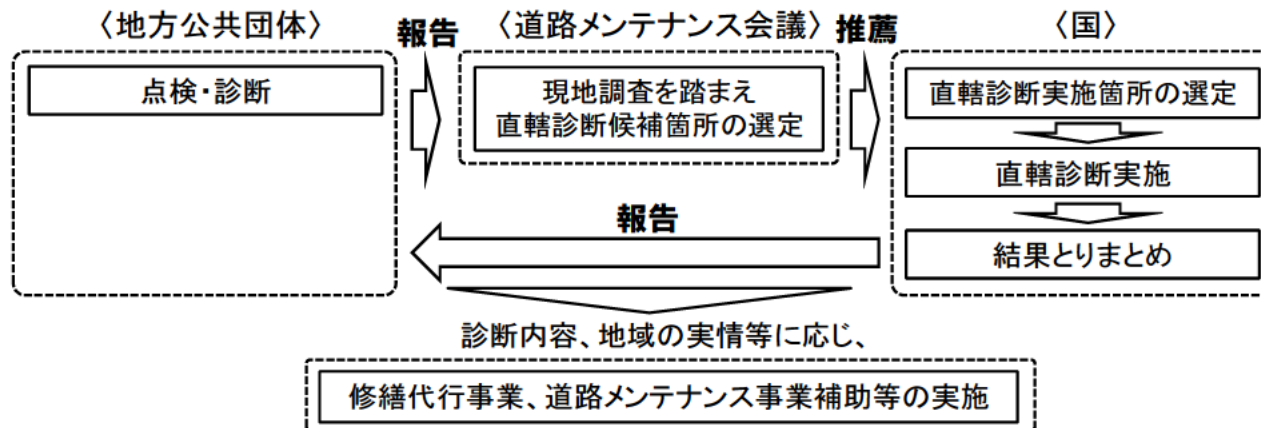 〈地方公共団体〉
報告
〈道路メンテナンス会議〉
推薦
〈国〉
点検・診断
現地調査を踏まえ
直轄診断候補箇所の選定
直轄診断実施箇所の選定
直轄診断実施
結果とりまとめ
報告
診断内容、地域の実情等に応じ、
修繕代行事業、道路メンテナンス事業補助等の実施